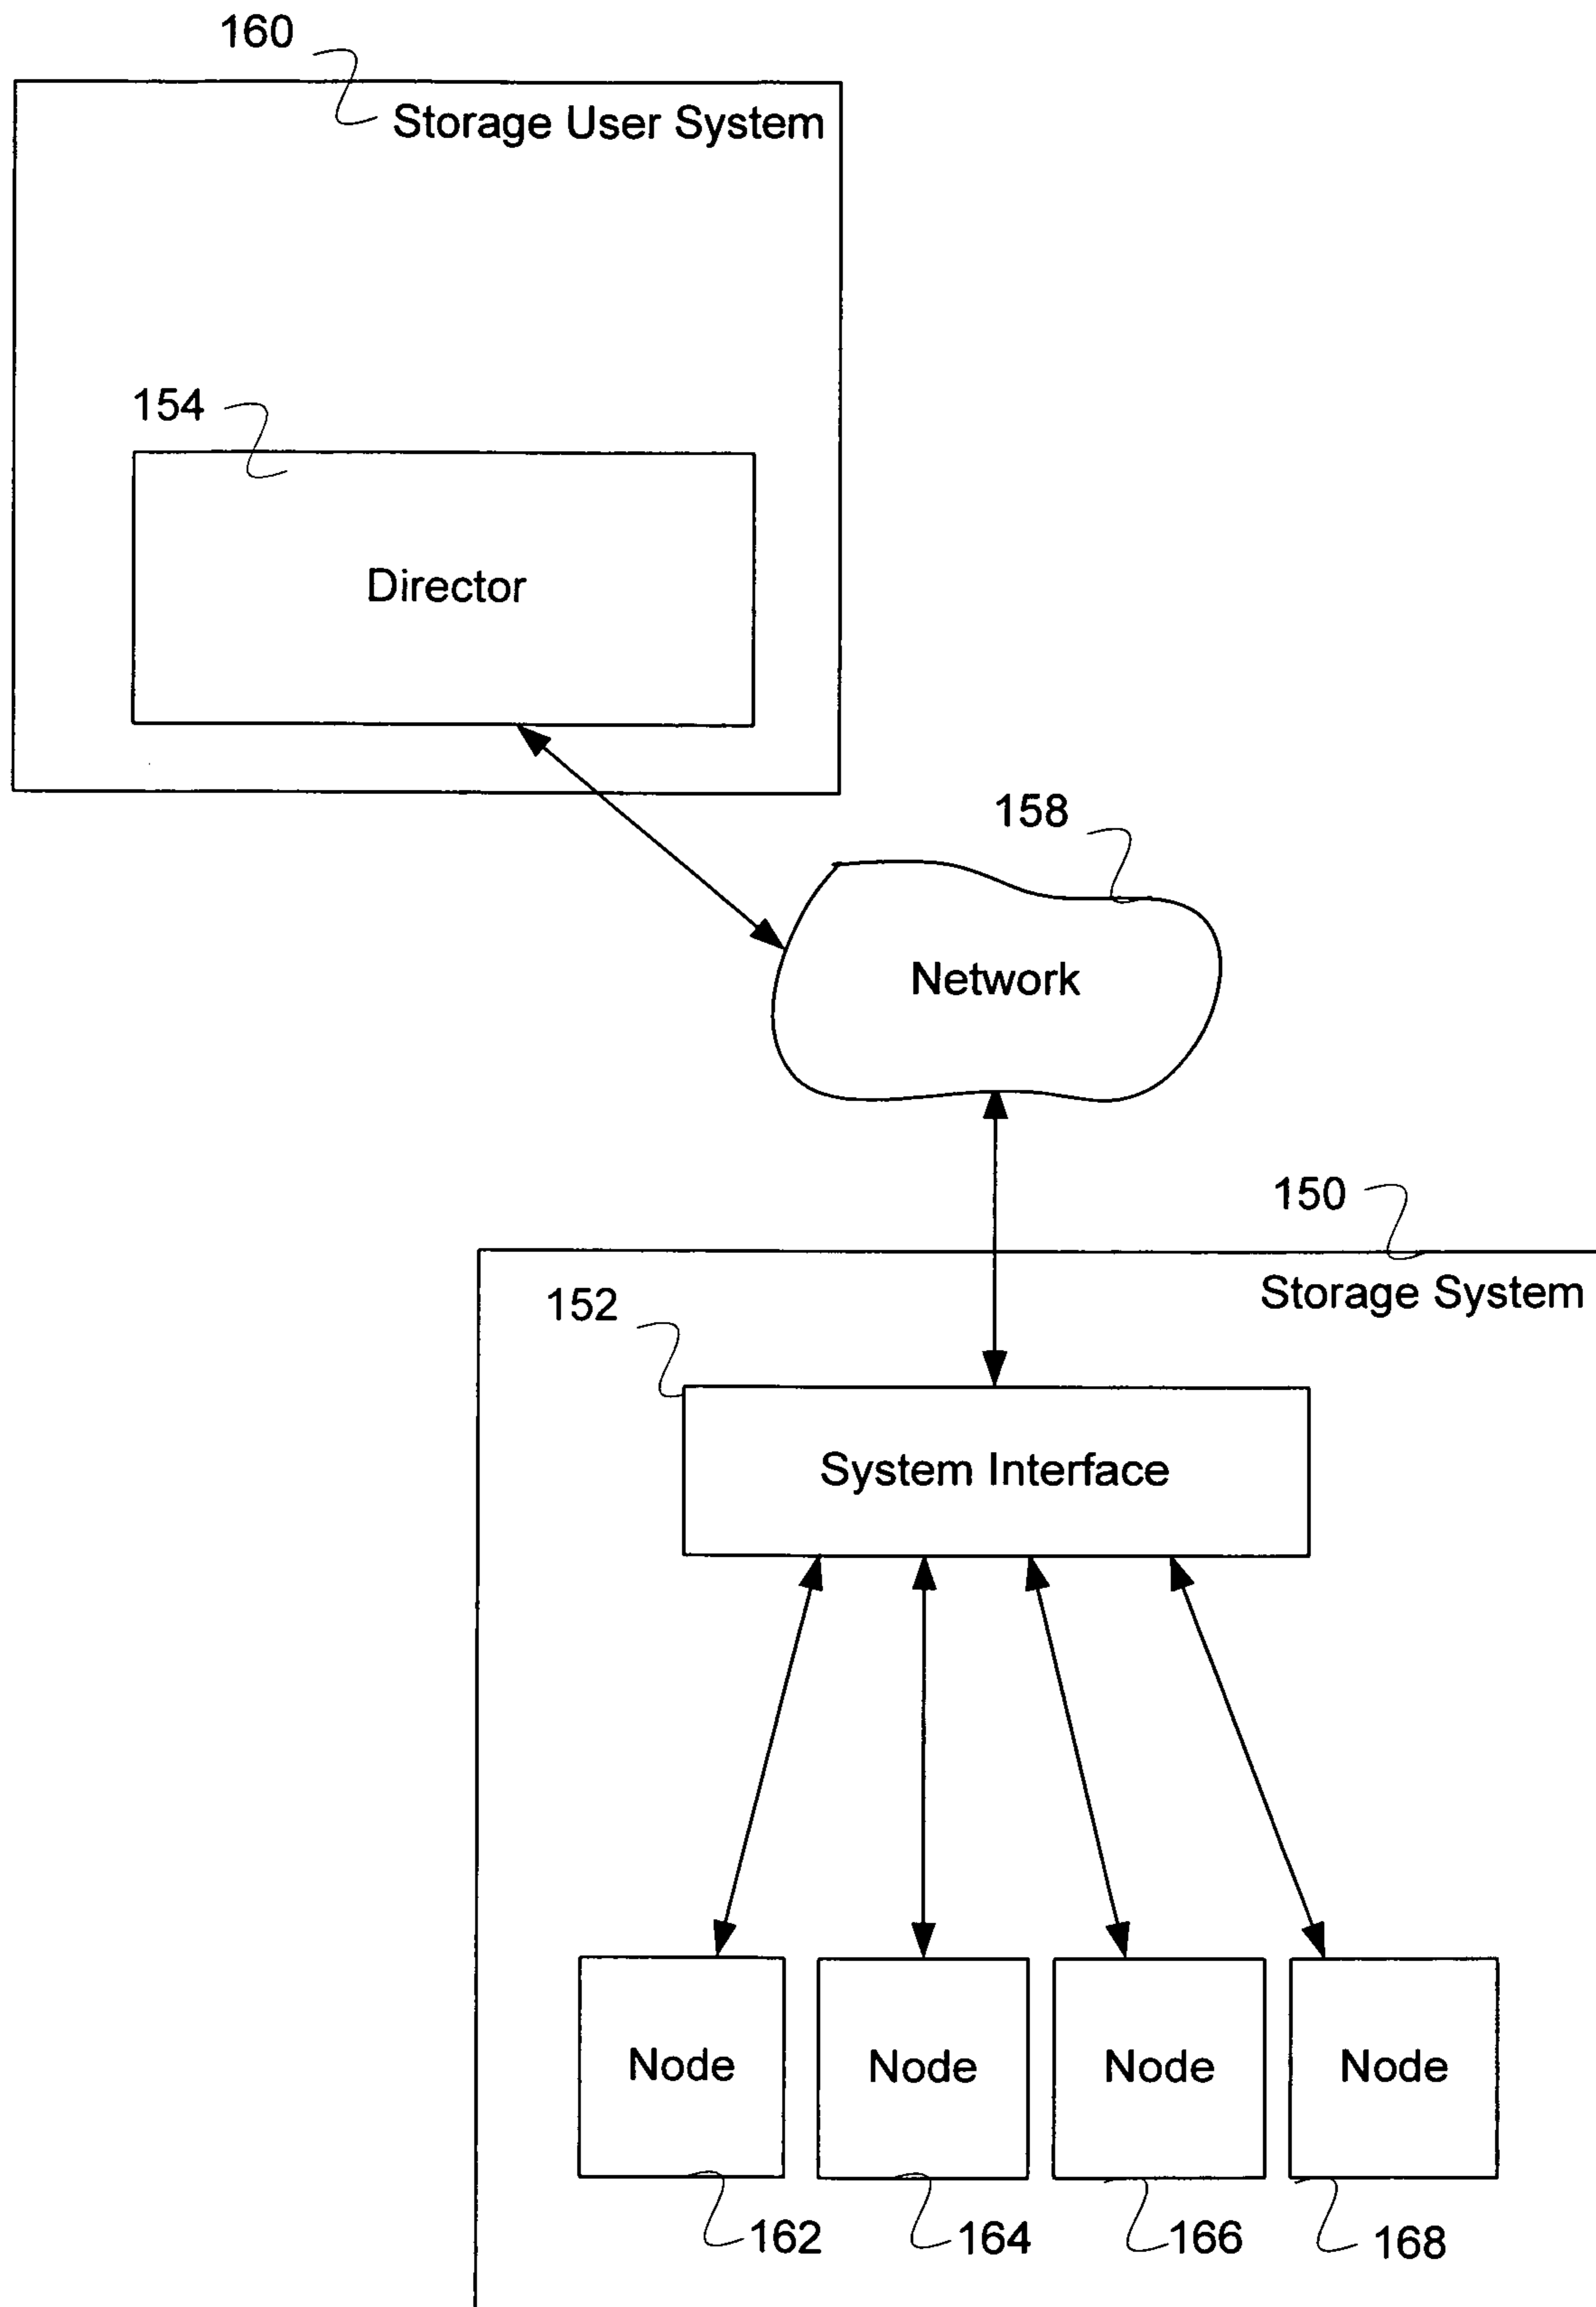 160
Storage User System
154
Director
158
Network
150
Storage System
152
System Interface
Node Node Node Node
162 164 166 168